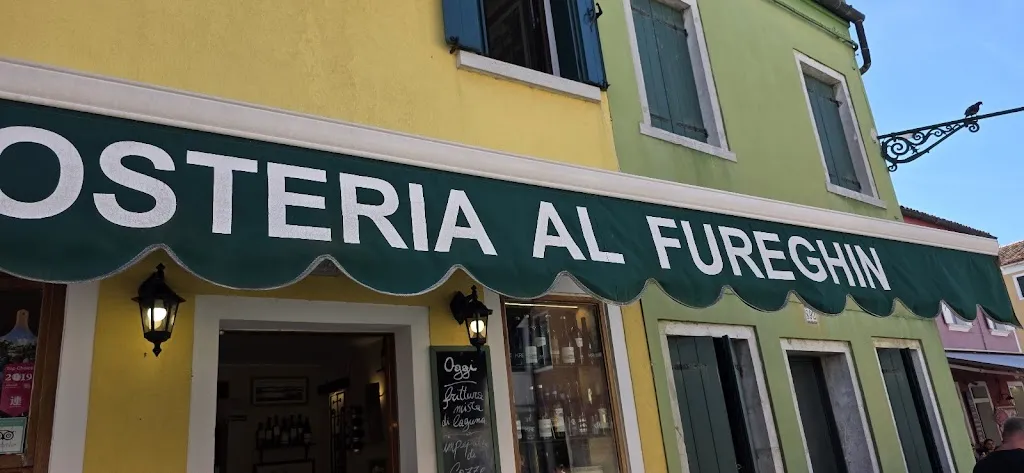 OSTERIA AL FUREGHIN
Oggi
frittura
mista
di laguna
2019